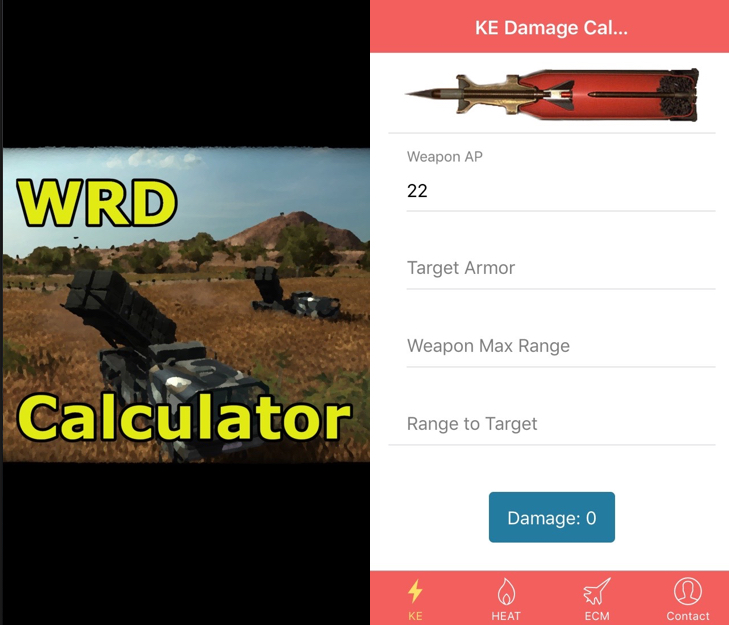 WRD
Calculator
KE Damage Cal...
Weapon AP
22
Target Armor
Weapon Max Range
Range to Target
Damage: 0
KE
HEAT
ECM
Contact